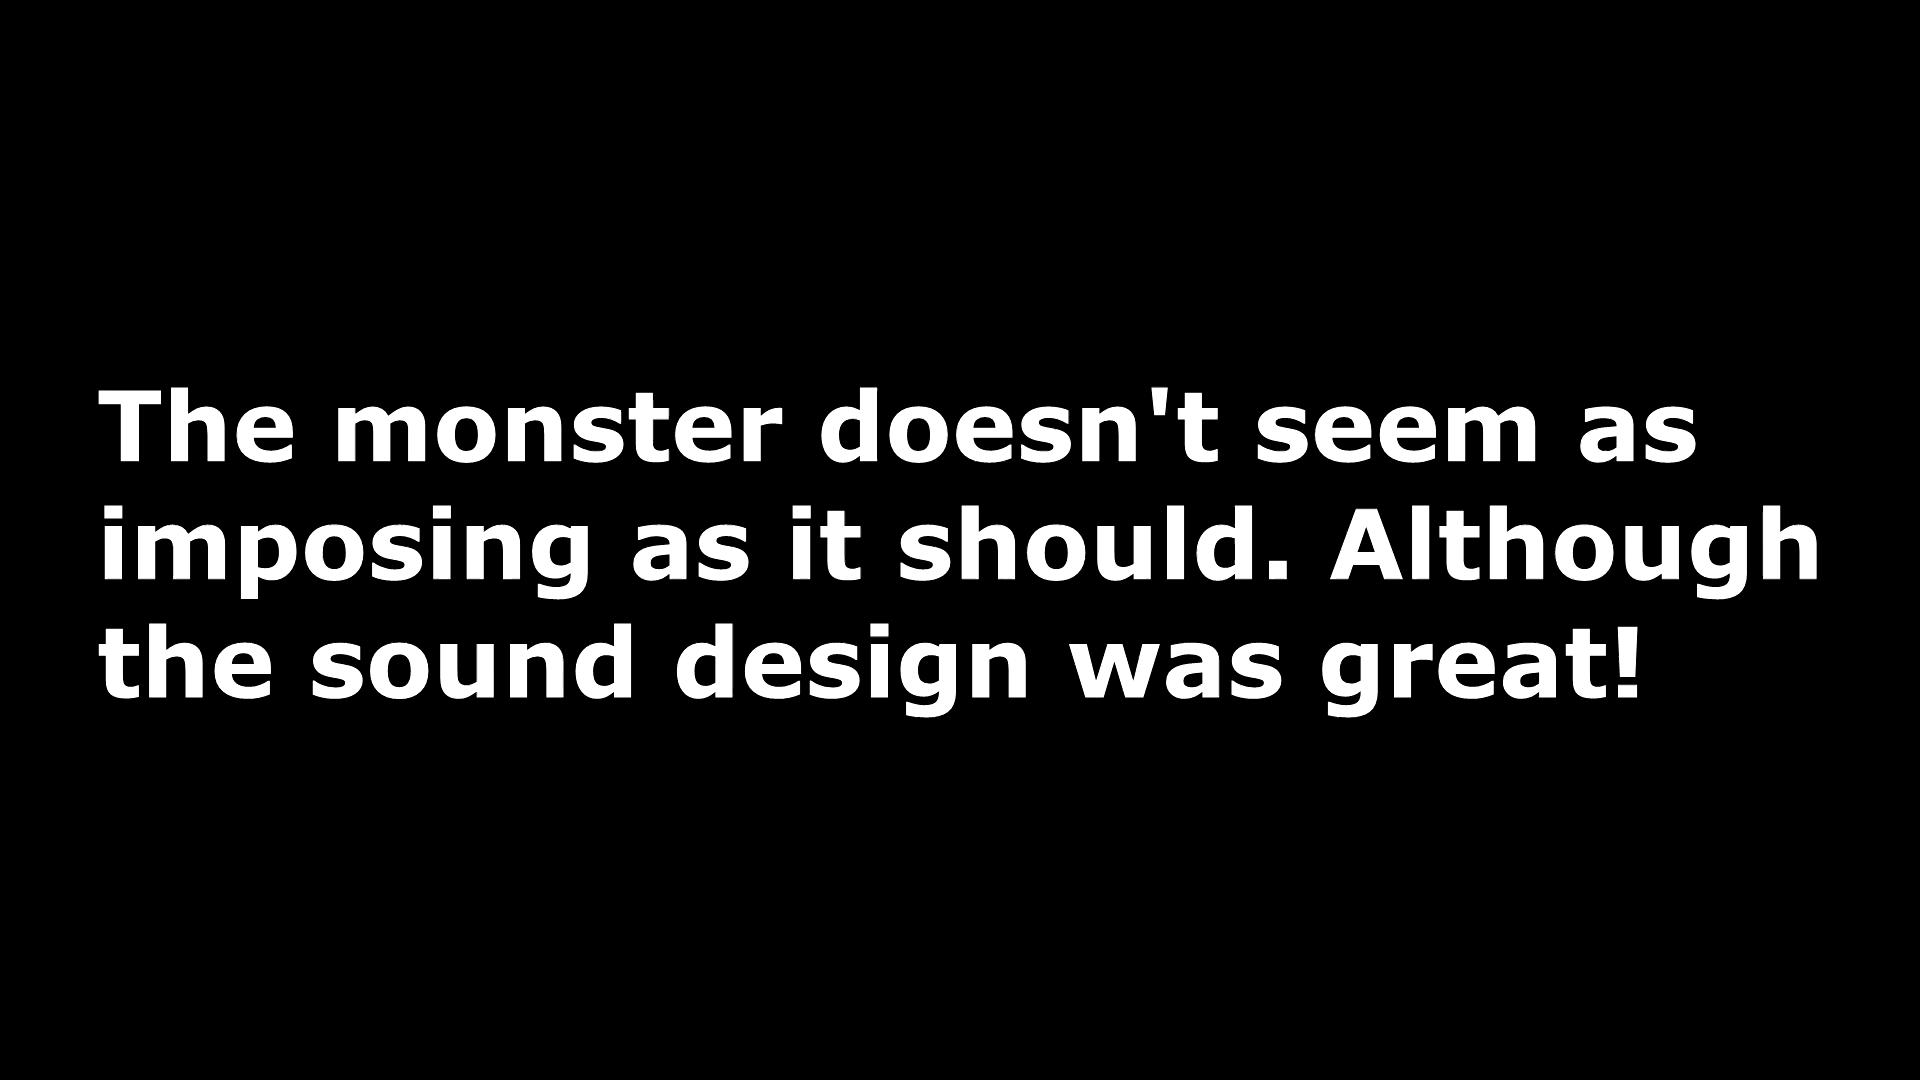 The monster doesn't seem as
imposing as it should. Although
the sound design was great!